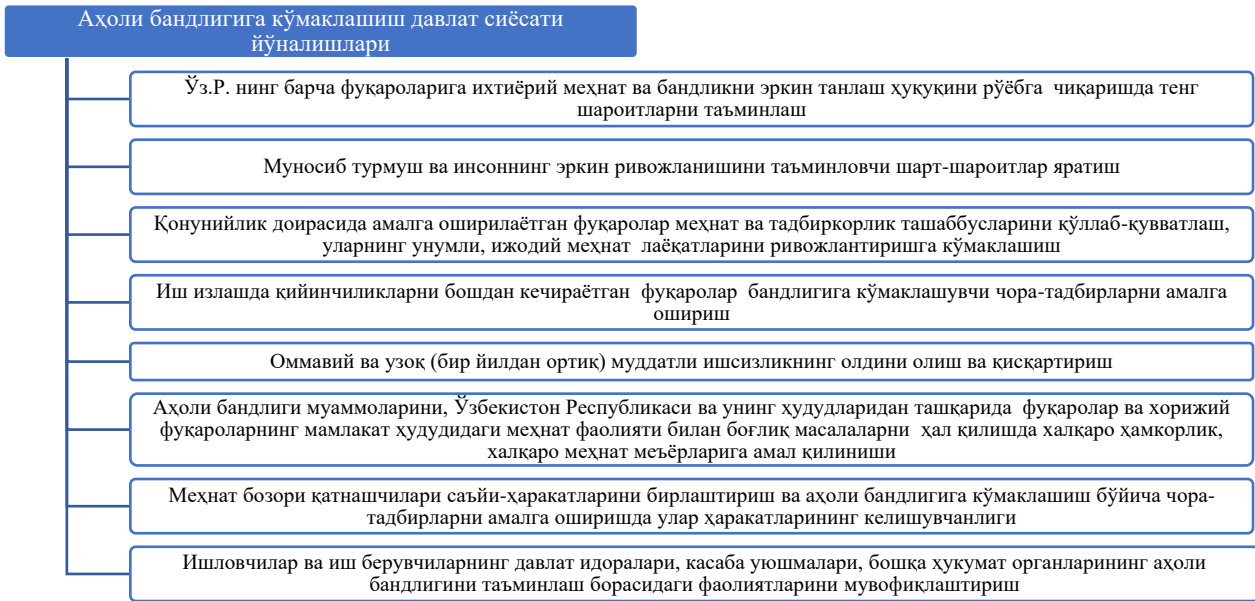 Аҳоли бандлигига кўмаклашиш давлат сиёсати
йўналишлари
Ўз.Р. нинг барча фуқароларига ихтиёрий меҳнат ва бандликни эркин танлаш ҳуқуқини рўёбга чиқаришда тенг
шароитларни таъминлаш
Муносиб турмуш ва инсоннинг эркин ривожланишини таъминловчи шарт-шароитлар яратиш
Қонунийлик доирасида амалга оширилаётган фуқаролар меҳнат ва тадбиркорлик ташаббусларини қўллаб-қувватлаш,
уларнинг унумли, ижодий меҳнат лаёқатларини ривожлантиришга кўмаклашиш
Иш излашда қийинчиликларни бошдан кечираётган фуқаролар бандлигига кўмаклашувчи чора-тадбирларни амалга
ошириш
Оммавий ва узоқ (бир йилдан ортиқ) муддатли ишсизликнинг олдини олиш ва қисқартириш
Аҳоли бандлиги муаммоларини, Ўзбекистон Республикаси ва унинг ҳудудларидан ташқарида фуқаролар ва хорижий
фуқароларнинг мамлакат ҳудудидаги меҳнат фаолияти билан боғлиқ масалаларни ҳал қилишда халқаро ҳамкорлик,
халқаро меҳнат меъёрларига амал қилиниши
Меҳнат бозори қатнашчилари саъйи-ҳаракатларини бирлаштириш ва аҳоли бандлигига кўмаклашиш бўйича чора-
тадбирларни амалга оширишда улар ҳаракатларининг келишувчанлиги
Ишловчилар ва иш берувчиларнинг давлат идоралари, касаба уюшмалари, бошқа ҳукумат органларининг аҳоли
бандлигини таъминлаш борасидаги фаолиятларини мувофиқлаштириш